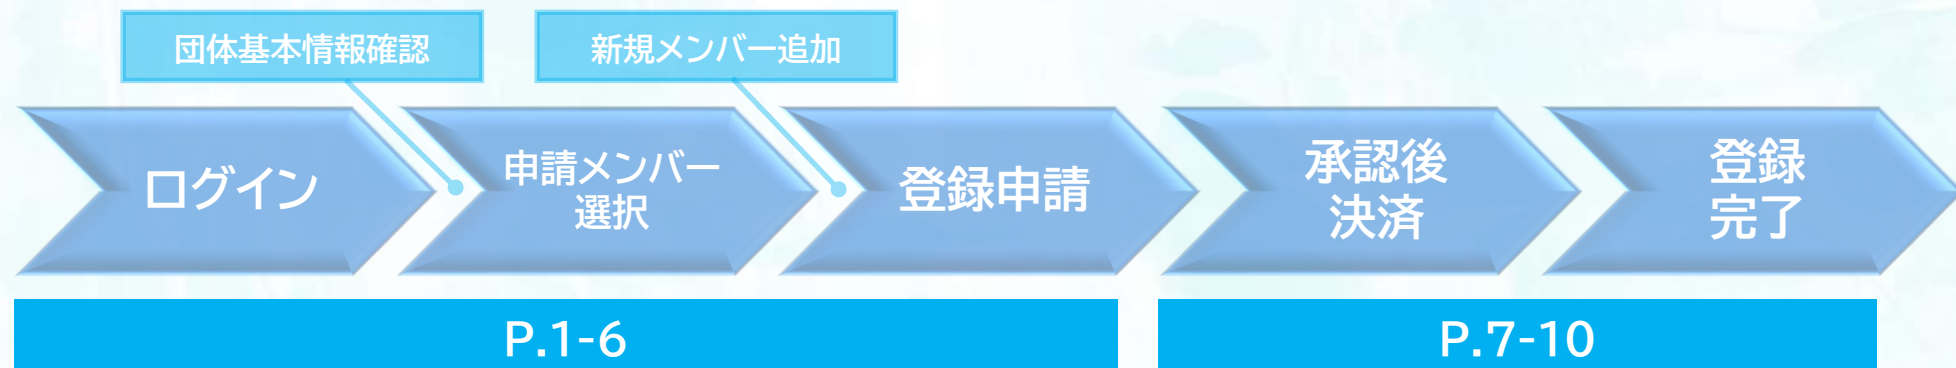 団体基本情報確認
新規メンバー追加
ログイン
申請メンバー
選択
登録申請
承認後
決済
登録
完了
P.1-6
P.7-10